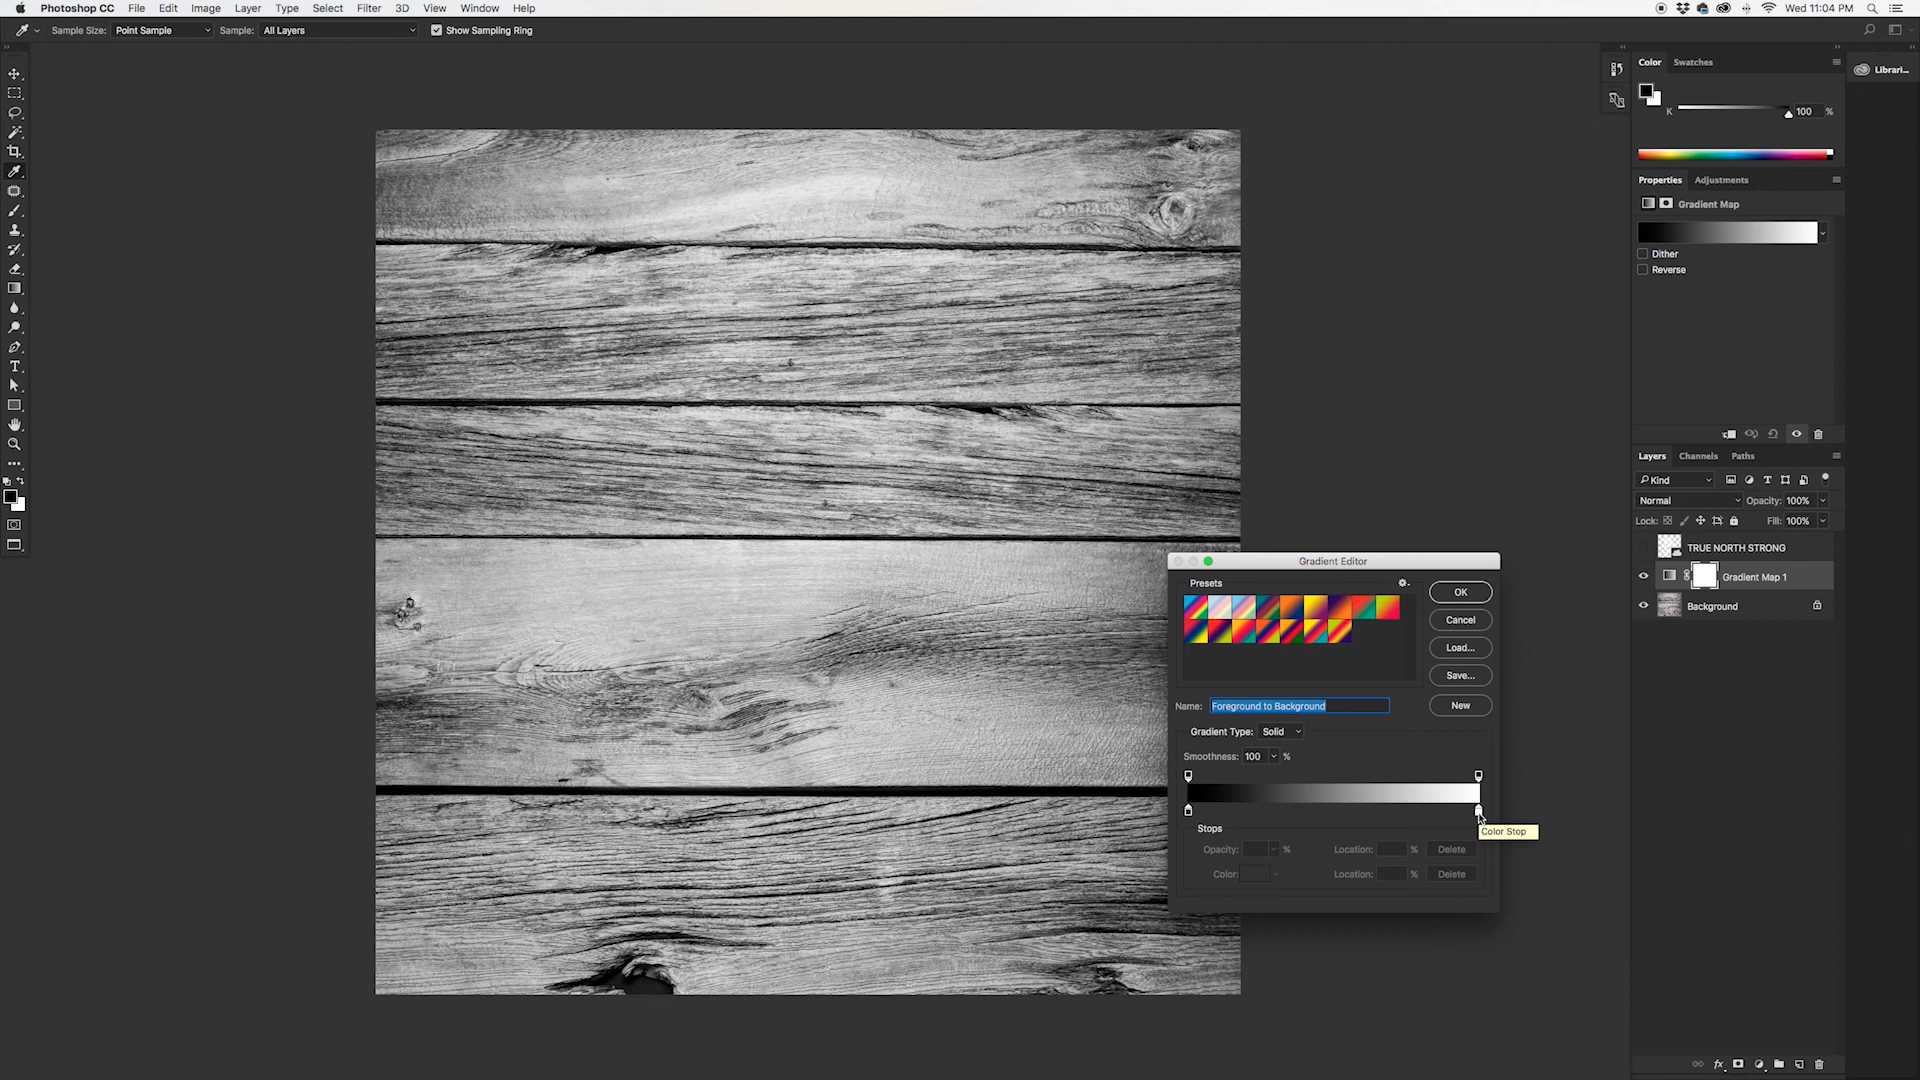 Photoshop CC File Edit Image Layer Type Select Filter 3D View Window Help Wed 11:04 PM
Sample Size: Point Sample Sample: All Layers Show Sampling Ring
Color Swatches
Librari...
K 100 %
Properties Adjustments
Gradient Map
Dither
Reverse
Layers Channels Paths
Kind
Normal Opacity: 100%
Lock: Fill: 100%
TRUE NORTH STRONG
Gradient Map 1
Background
Gradient Editor
Presets
OK
Cancel
Load...
Save...
Name: Foreground to Background New
Gradient Type: Solid
Smoothness: 100 %
Color Stop
Stops
Opacity: % Location: % Delete
Color: Location: % Delete